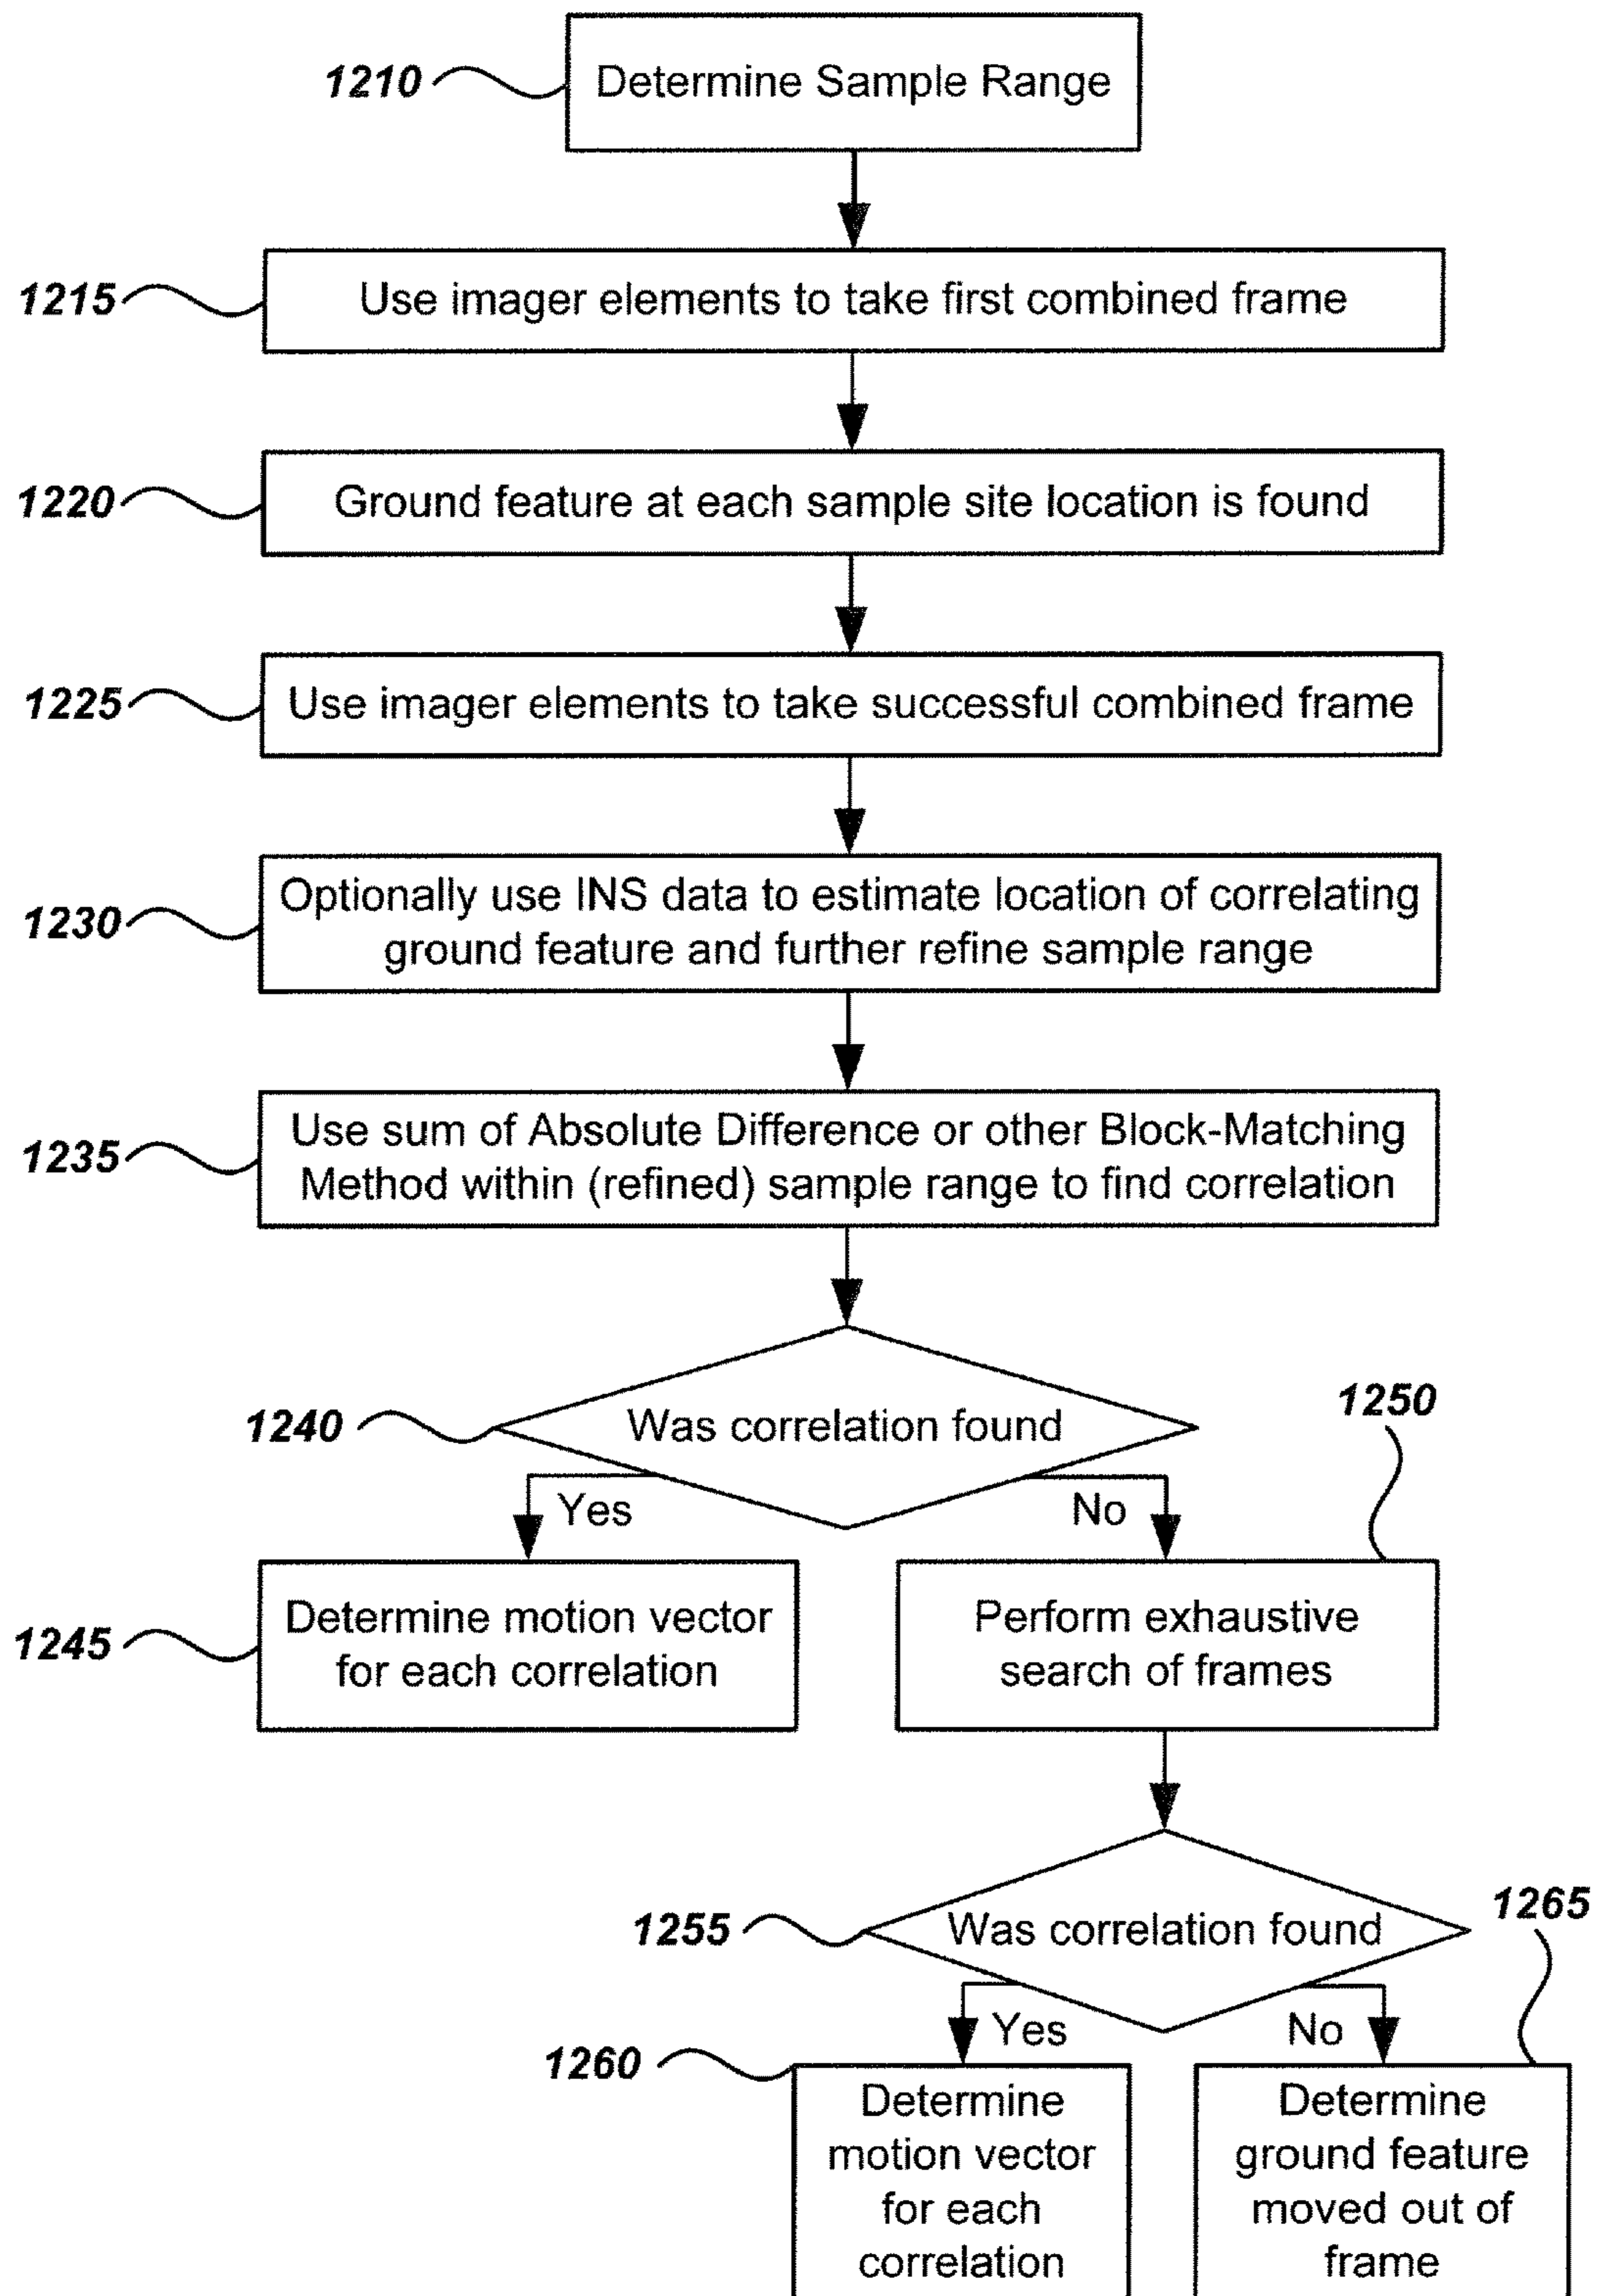 1210
Determine Sample Range
1215
Use imager elements to take first combined frame
1220
Ground feature at each sample site location is found
1225
Use imager elements to take successful combined frame
1230
Optionally use INS data to estimate location of correlating
ground feature and further refine sample range
1235
Use sum of Absolute Difference or other Block-Matching
Method within (refined) sample range to find correlation
1240
Was correlation found
1250
Yes
No
1245
Determine motion vector
for each correlation
Perform exhaustive
search of frames
1255
Was correlation found
1265
Yes
No
1260
Determine
motion vector
for each
correlation
Determine
ground feature
moved out of
frame